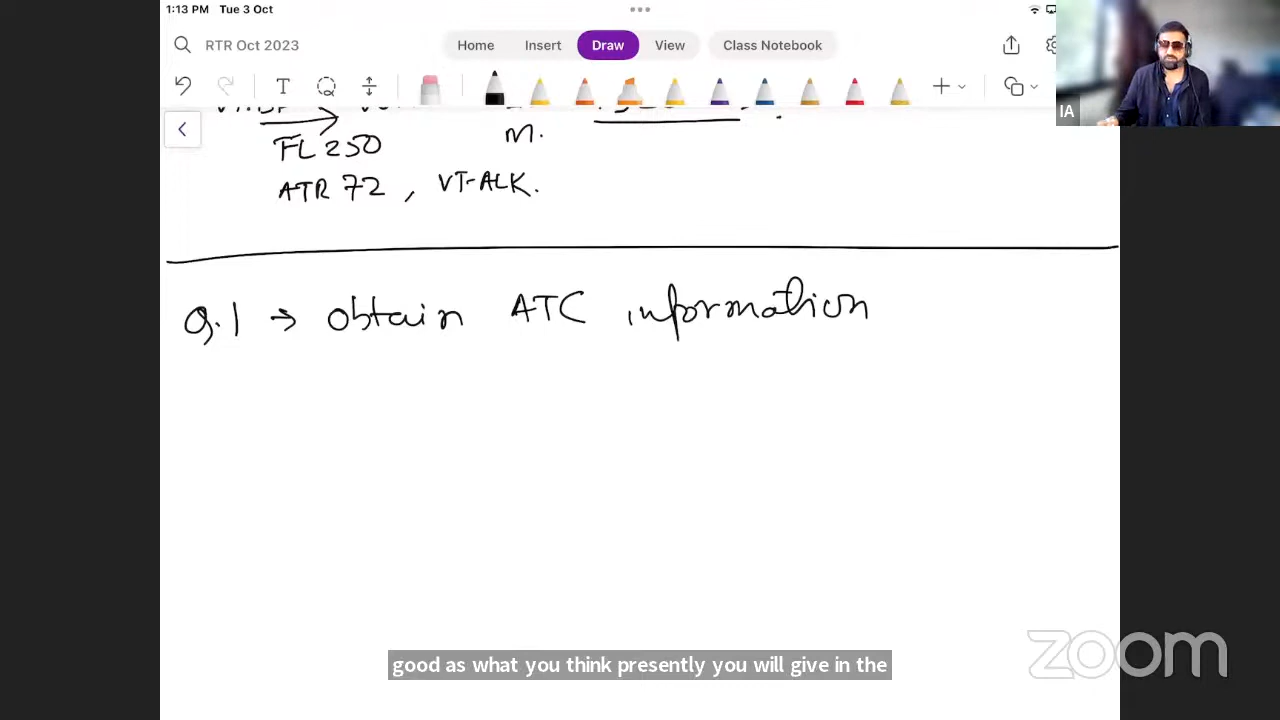 1:13 PM Tue 3 Oct
RTR Oct 2023
Home Insert Draw View Class Notebook
T
IA
FL 250
M.
ATR 72 , VT-ALK.
Q.1 → Obtain ATC information
good as what you think presently you will give in the
zoom